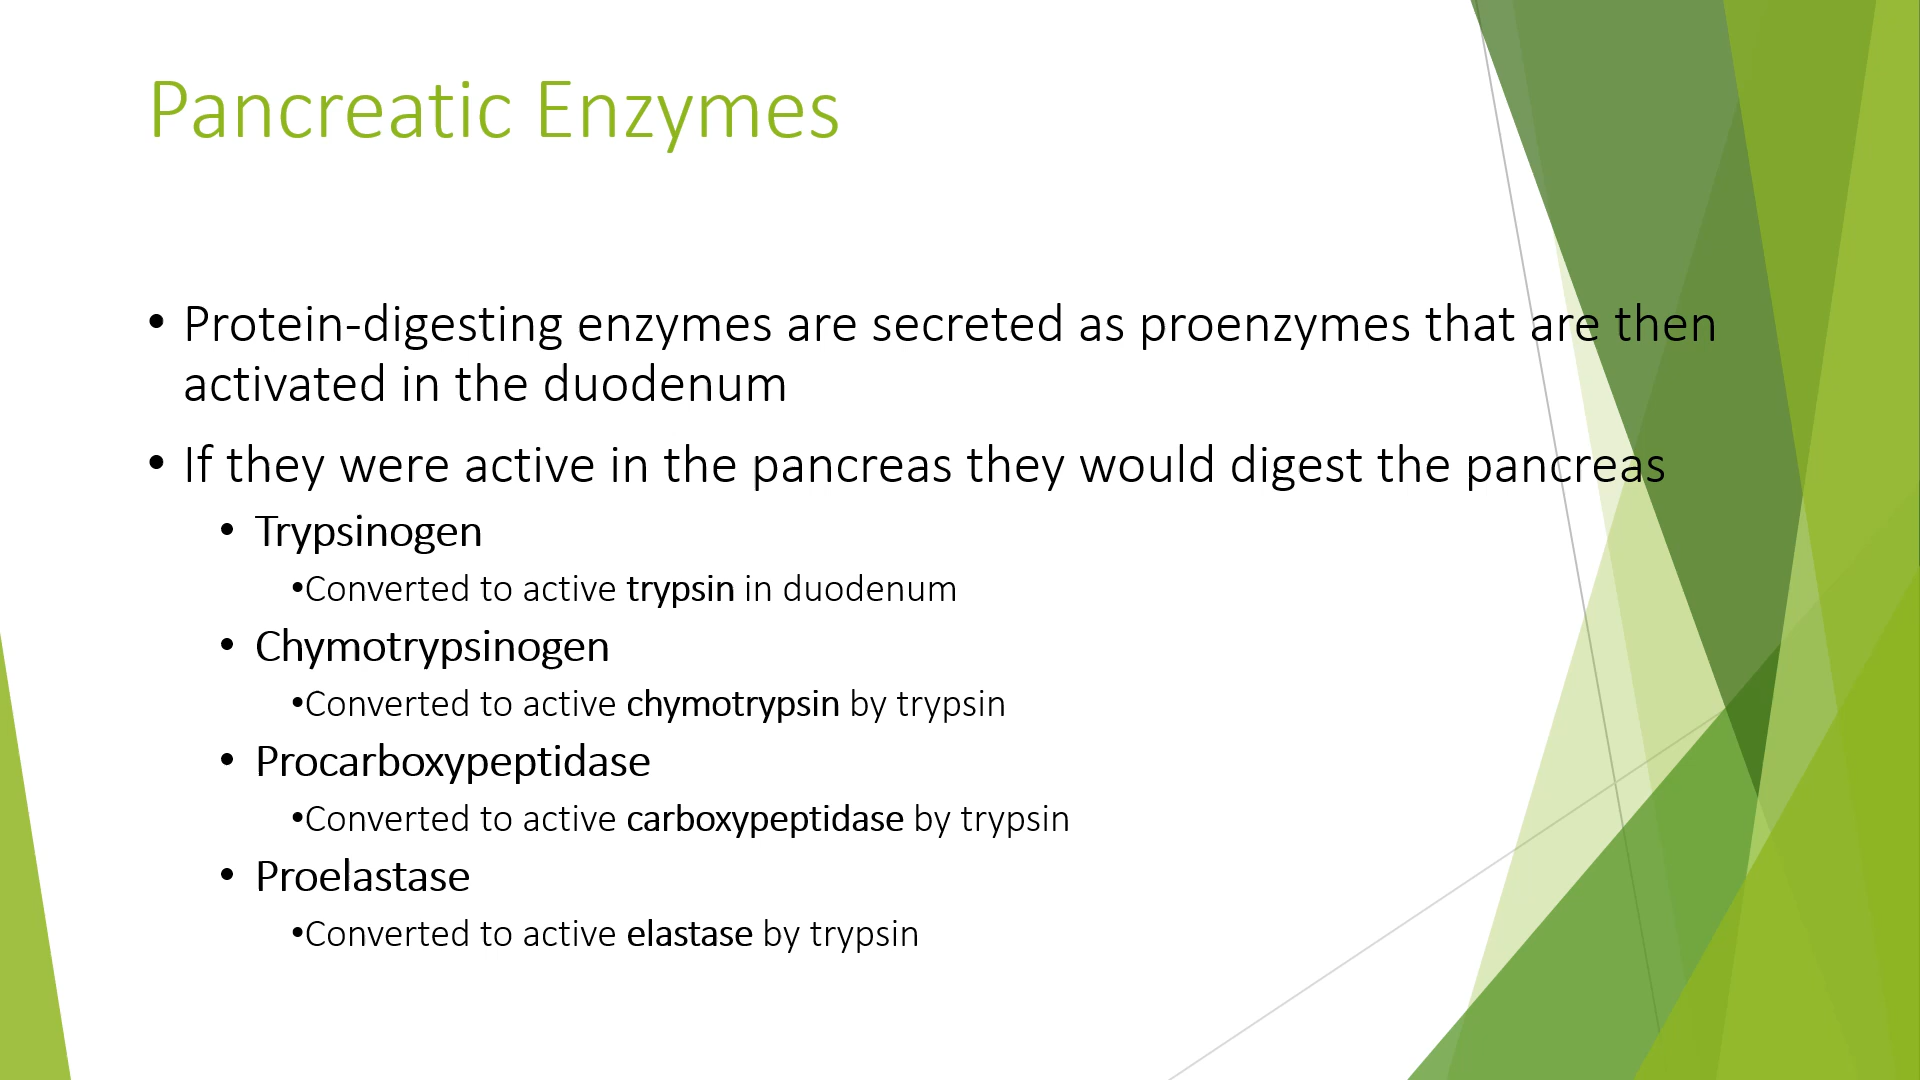 Pancreatic Enzymes
• Protein-digesting enzymes are secreted as proenzymes that are then
activated in the duodenum
• If they were active in the pancreas they would digest the pancreas
• Trypsinogen
•Converted to active trypsin in duodenum
• Chymotrypsinogen
•Converted to active chymotrypsin by trypsin
• Procarboxypeptidase
•Converted to active carboxypeptidase by trypsin
• Proelastase
•Converted to active elastase by trypsin